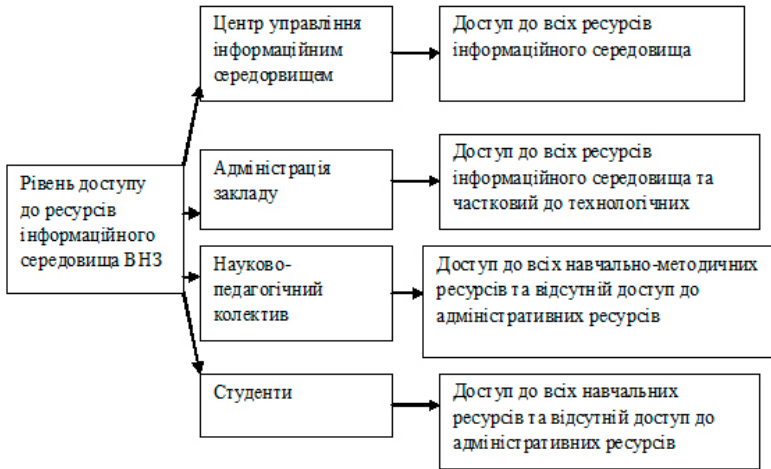 Рівень доступу
до ресурсів
інформаційного
середовища ВНЗ
Центр управління
інформаційним
середорвищем
Доступ до всіх ресурсів
інформаційного середовища
Адміністрація
закладу
Доступ до всіх ресурсів
інформаційного середовища та
частковий до технологічних
Науково-
педагогічний
колектив
Доступ до всіх навчально-методичних
ресурсів та відсутній доступ до
адміністративних ресурсів
Студенти
Доступ до всіх навчальних
ресурсів та відсутній доступ до
адміністративних ресурсів